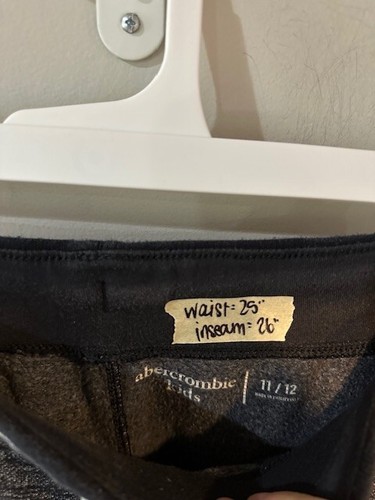 waist= 25"
inseam= 26"
abercrombie
kids
11 / 12